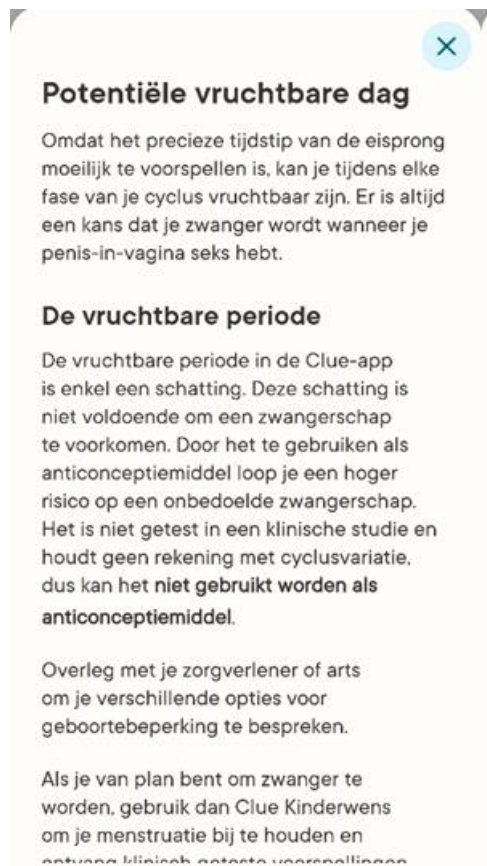 Potentiële vruchtbare dag
Omdat het precieze tijdstip van de eisprong
moeilijk te voorspellen is, kan je tijdens elke
fase van je cyclus vruchtbaar zijn. Er is altijd
een kans dat je zwanger wordt wanneer je
penis-in-vagina seks hebt.
De vruchtbare periode
De vruchtbare periode in de Clue-app
is enkel een schatting. Deze schatting is
niet voldoende om een zwangerschap
te voorkomen. Door het te gebruiken als
anticonceptiemiddel loop je een hoger
risico op een onbedoelde zwangerschap.
Het is niet getest in een klinische studie en
houdt geen rekening met cyclusvariatie,
dus kan het niet gebruikt worden als
anticonceptiemiddel.
Overleg met je zorgverlener of arts
om je verschillende opties voor
geboortebeperking te bespreken.
Als je van plan bent om zwanger te
worden, gebruik dan Clue Kinderwens
om je menstruatie bij te houden en
ontvang klinisch geteste voorspellingen